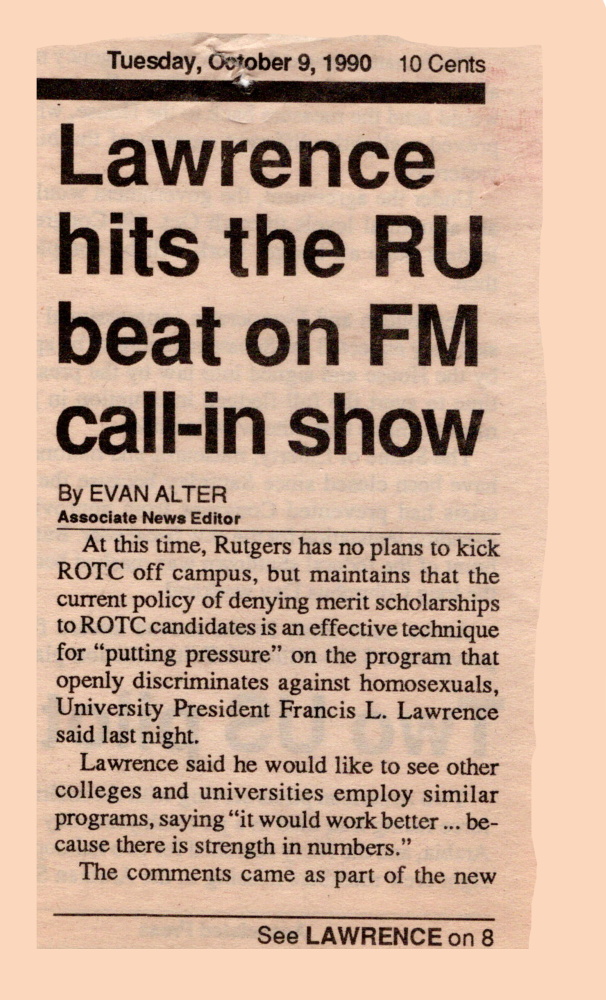 Tuesday, October 9, 1990 10 Cents
Lawrence
hits the RU
beat on FM
call-in show
By EVAN ALTER
Associate News Editor
At this time, Rutgers has no plans to kick
ROTC off campus, but maintains that the
current policy of denying merit scholarships
to ROTC candidates is an effective technique
for “putting pressure” on the program that
openly discriminates against homosexuals,
University President Francis L. Lawrence
said last night.
Lawrence said he would like to see other
colleges and universities employ similar
programs, saying “it would work better ... be-
cause there is strength in numbers.”
The comments came as part of the new
See LAWRENCE on 8